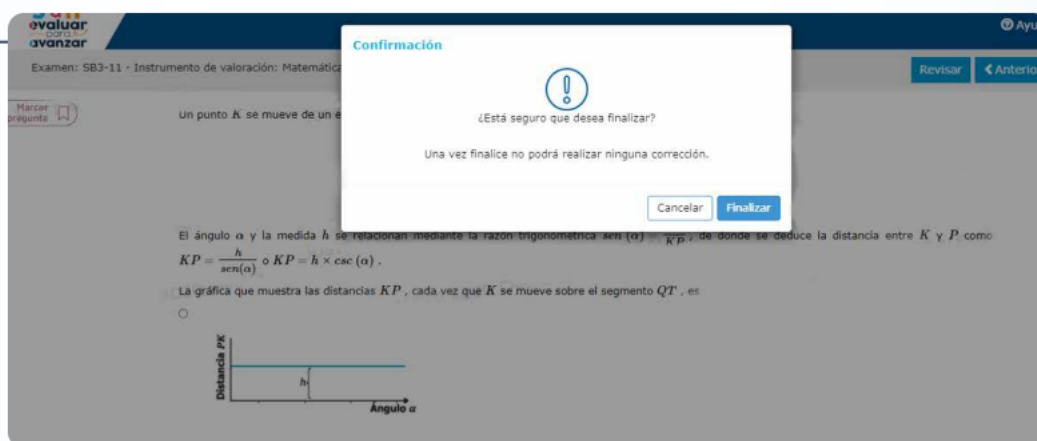 evaluar
para
avanzar
Ayu
Confirmación
Examen: SB3-11 - Instrumento de valoración: Matemátic
Revisar
Anterio
Marcar
pregunta
Un punto K se mueve de un e
¿Está seguro que desea finalizar?
Una vez finalice no podrá realizar ninguna corrección.
Cancelar
Finalizar
El ángulo α y la medida h se relacionan mediante la razón trigonométrica sen (α) KP, de donde se deduce la distancia entre K y P como
KP = h/sen(α) o KP = h × csc (α) .
La gráfica que muestra las distancias KP , cada vez que K se mueve sobre el segmento QT , es
Distancia PK
h
Ángulo α